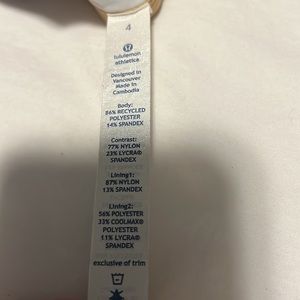 4
lululemon
athletica
Designed in
Vancouver
Made in
Cambodia
Body:
86% RECYCLED
POLYESTER
14% SPANDEX
Contrast:
77% NYLON
23% LYCRA®
SPANDEX
Lining1:
87% NYLON
13% SPANDEX
Lining2:
56% POLYESTER
33% COOLMAX®
POLYESTER
11% LYCRA®
SPANDEX
exclusive of trim